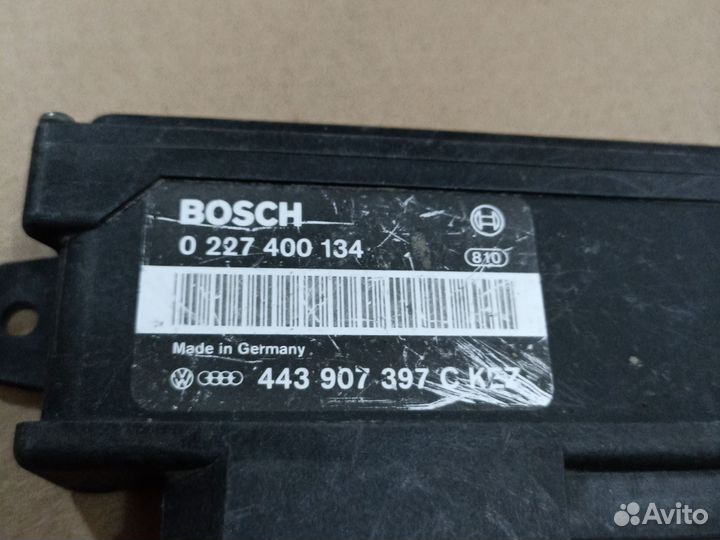 BOSCH
0 227 400 134
810
Made in Germany
443 907 397 C KEZ
Avito